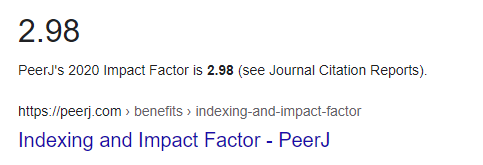 2.98
PeerJ's 2020 Impact Factor is 2.98 (see Journal Citation Reports).
https://peerj.com › benefits › indexing-and-impact-factor
Indexing and Impact Factor - PeerJ